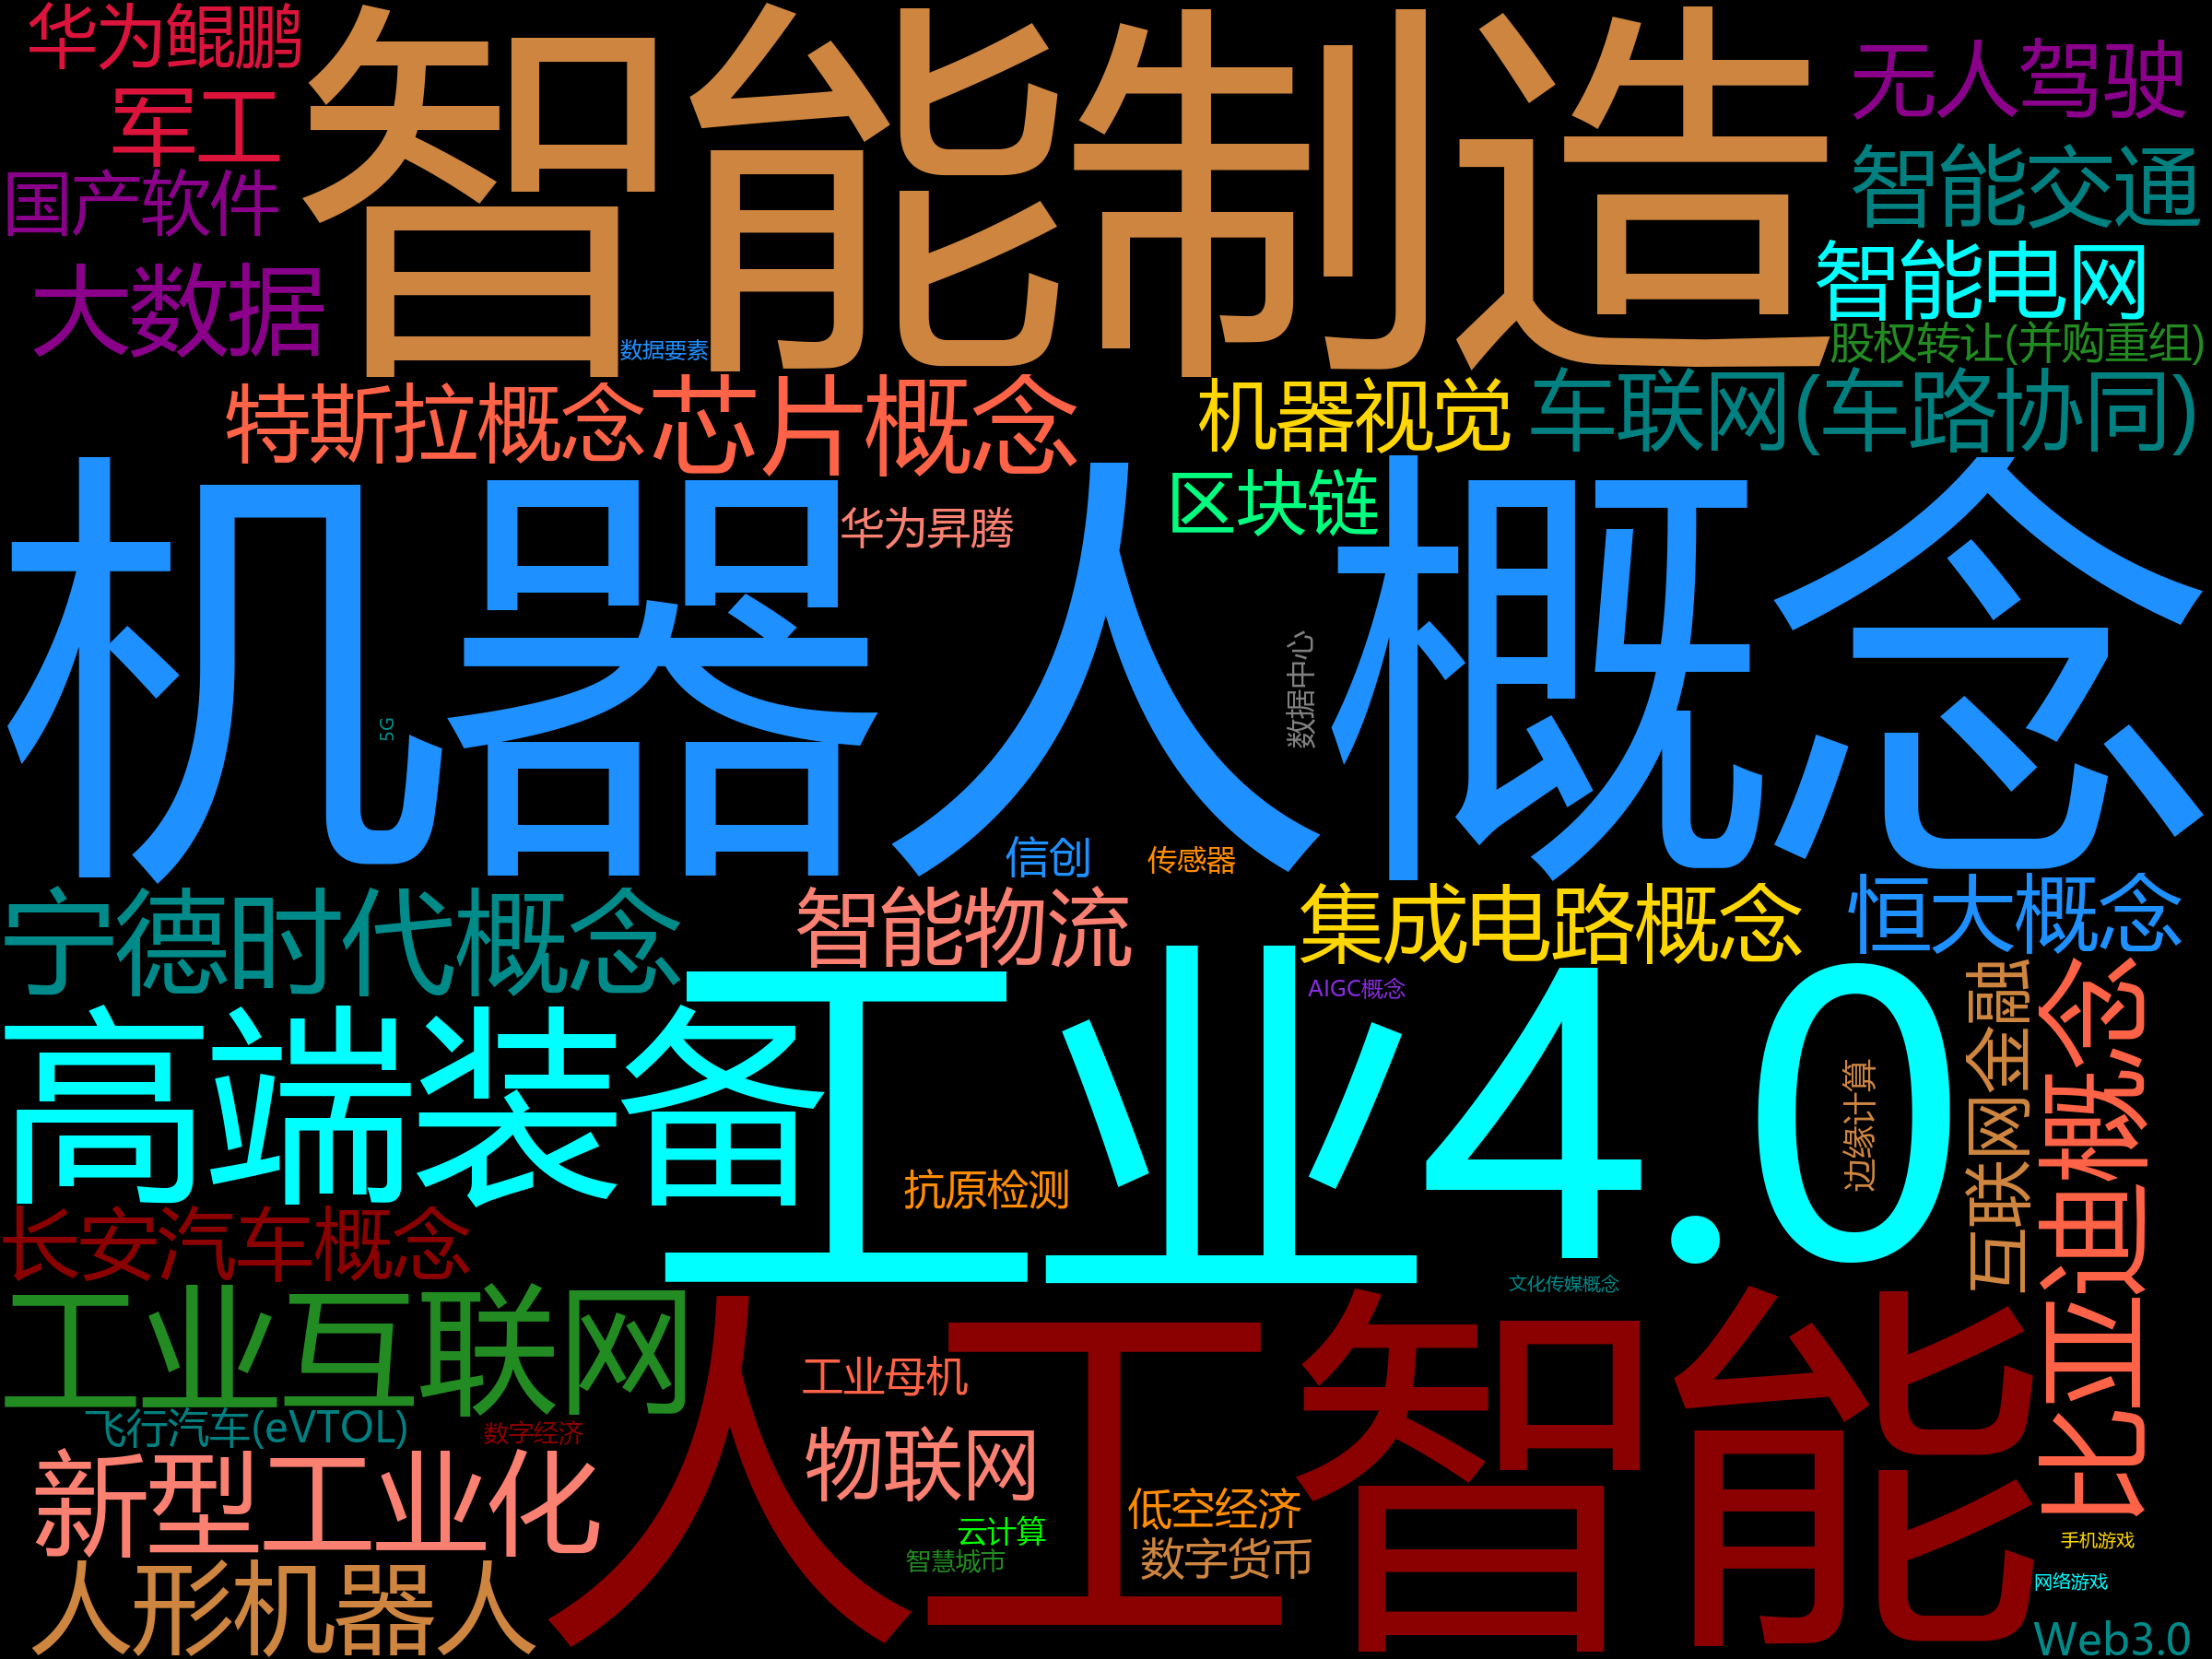 华为鲲鹏
智能制造
无人驾驶
军工
智能交通
国产软件
智能电网
大数据
数据要素
股权转让(并购重组)
特斯拉概念
芯片概念
机器视觉
车联网(车路协同)
区块链
华为昇腾
机器人概念
数据中心
5G
信创
传感器
宁德时代概念
智能物流
集成电路概念
恒大概念
AIGC概念
高端装备
工业4.0
边缘计算
互联网金融
比亚迪概念
抗原检测
长安汽车概念
文化传媒概念
工业互联网
人工智能
工业母机
飞行汽车(eVTOL)
数字经济
物联网
新型工业化
低空经济
云计算
手机游戏
智慧城市
数字货币
网络游戏
人形机器人
Web3.0